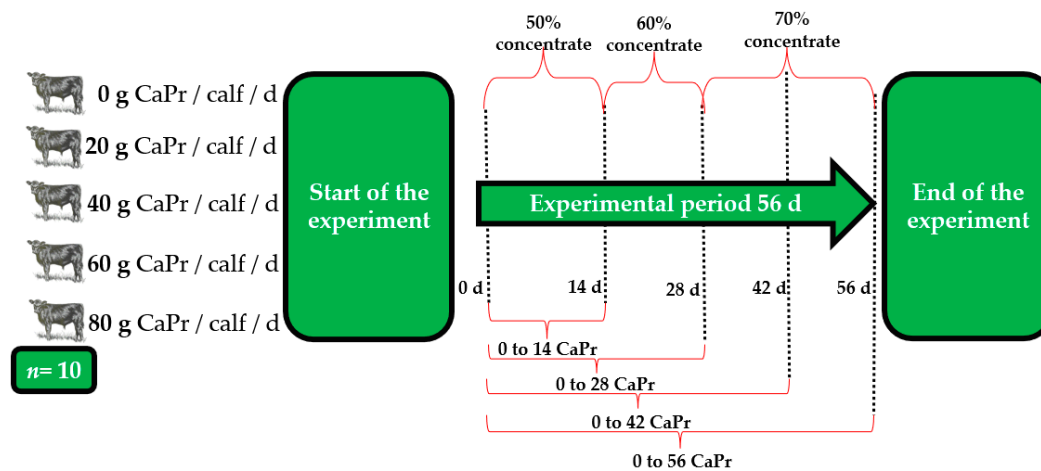 50%
concentrate
60%
concentrate
70%
concentrate
0 g CaPr / calf / d
20 g CaPr / calf / d
40 g CaPr / calf / d
60 g CaPr / calf / d
80 g CaPr / calf / d
n= 10
Start of the
experiment
Experimental period 56 d
End of the
experiment
0 d
14 d
28 d
42 d
56 d
0 to 14 CaPr
0 to 28 CaPr
0 to 42 CaPr
0 to 56 CaPr